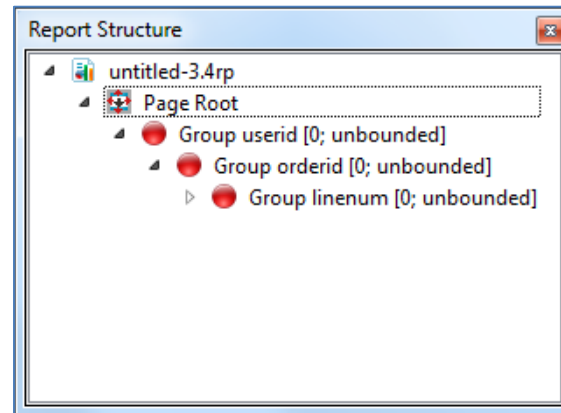 Report Structure
untitled-3.4rp
Page Root
Group userid [0; unbounded]
Group orderid [0; unbounded]
Group linenum [0; unbounded]